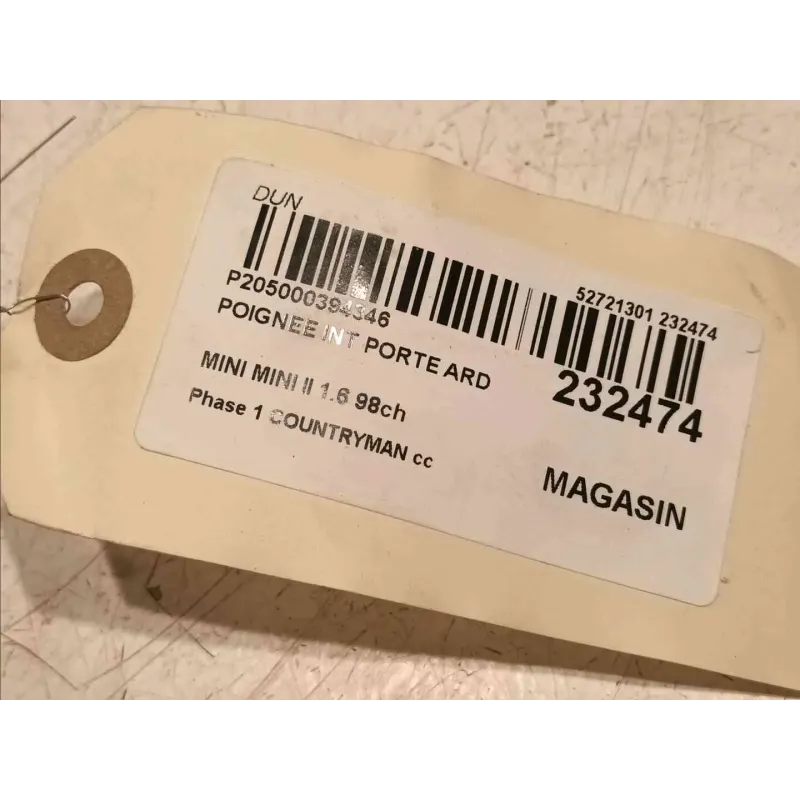 DUN
52721301 232474
P205000394346
POIGNEE INT PORTE ARD
232474
MINI MINI II 1.6 98ch
Phase 1 COUNTRYMAN cc
MAGASIN